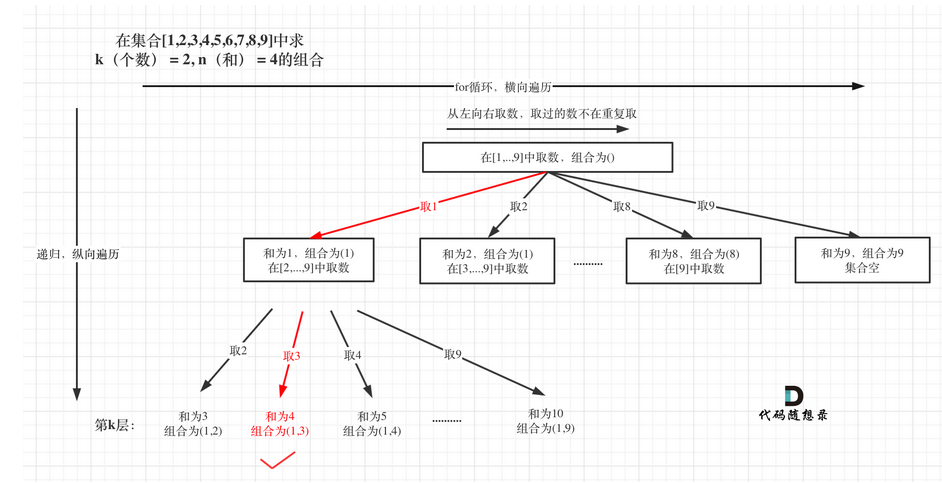 在集合[1,2,3,4,5,6,7,8,9]中求
k（个数）= 2, n（和）= 4的组合
for循环，横向遍历
从左向右取数，取过的数不在重复取
在[1,..,9]中取数，组合为()
取1
取2
取8
取9
递归，纵向遍历
和为1，组合为(1)
在[2,...,9]中取数
和为2，组合为(1)
在[3,...,9]中取数
..........
和为8，组合为(8)
在[9]中取数
和为9，组合为9
集合空
取2
取3
取4
取9
第k层：
和为3
组合为(1,2)
和为4
组合为(1,3)
和为5
组合为(1,4)
..........
和为10
组合为(1,9)
代码随想录